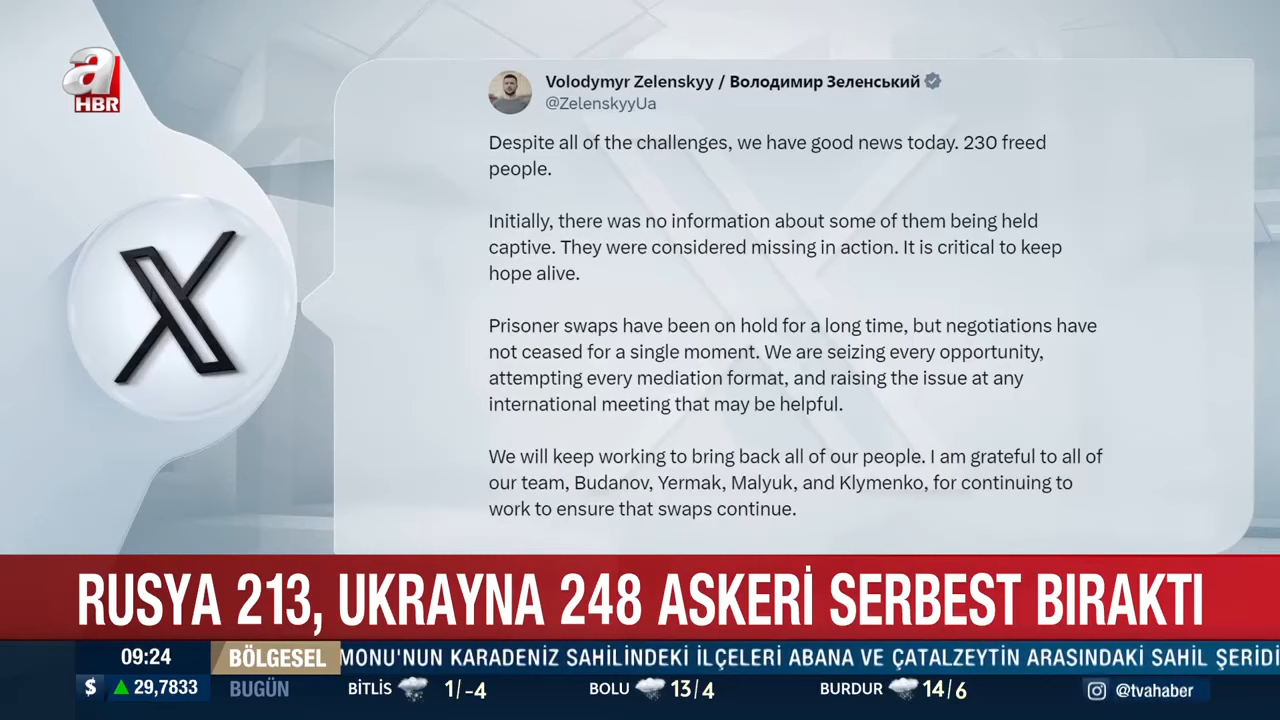 a
HBR
Volodymyr Zelenskyy / Володимир Зеленський
@ZelenskyyUa
Despite all of the challenges, we have good news today. 230 freed
people.
Initially, there was no information about some of them being held
captive. They were considered missing in action. It is critical to keep
hope alive.
Prisoner swaps have been on hold for a long time, but negotiations have
not ceased for a single moment. We are seizing every opportunity,
attempting every mediation format, and raising the issue at any
international meeting that may be helpful.
We will keep working to bring back all of our people. I am grateful to all of
our team, Budanov, Yermak, Malyuk, and Klymenko, for continuing to
work to ensure that swaps continue.
RUSYA 213, UKRAYNA 248 ASKERİ SERBEST BIRAKTI
09:24 BÖLGESEL MONU'NUN KARADENİZ SAHİLİNDEKİ İLÇELERİ ABANA VE ÇATALZEYTİN ARASINDAKİ SAHİL ŞERİDİ
$ 29,7833 BUGÜN BİTLİS 1/-4 BOLU 13/4 BURDUR 14/6 @tvahaber